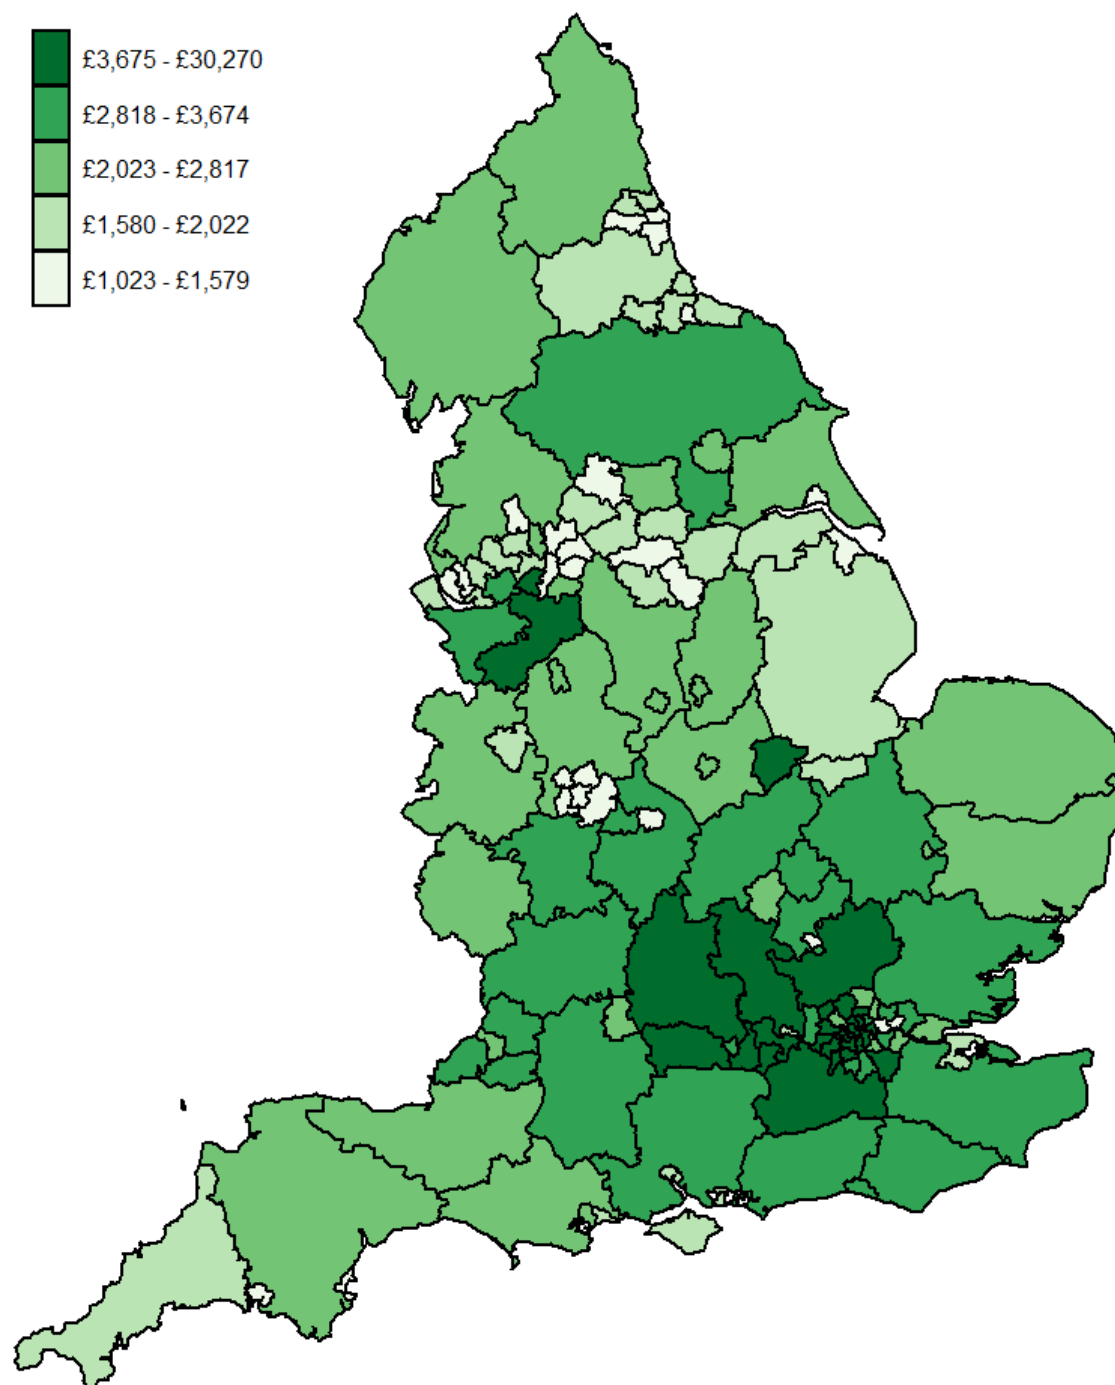 £3,675 - £30,270
£2,818 - £3,674
£2,023 - £2,817
£1,580 - £2,022
£1,023 - £1,579